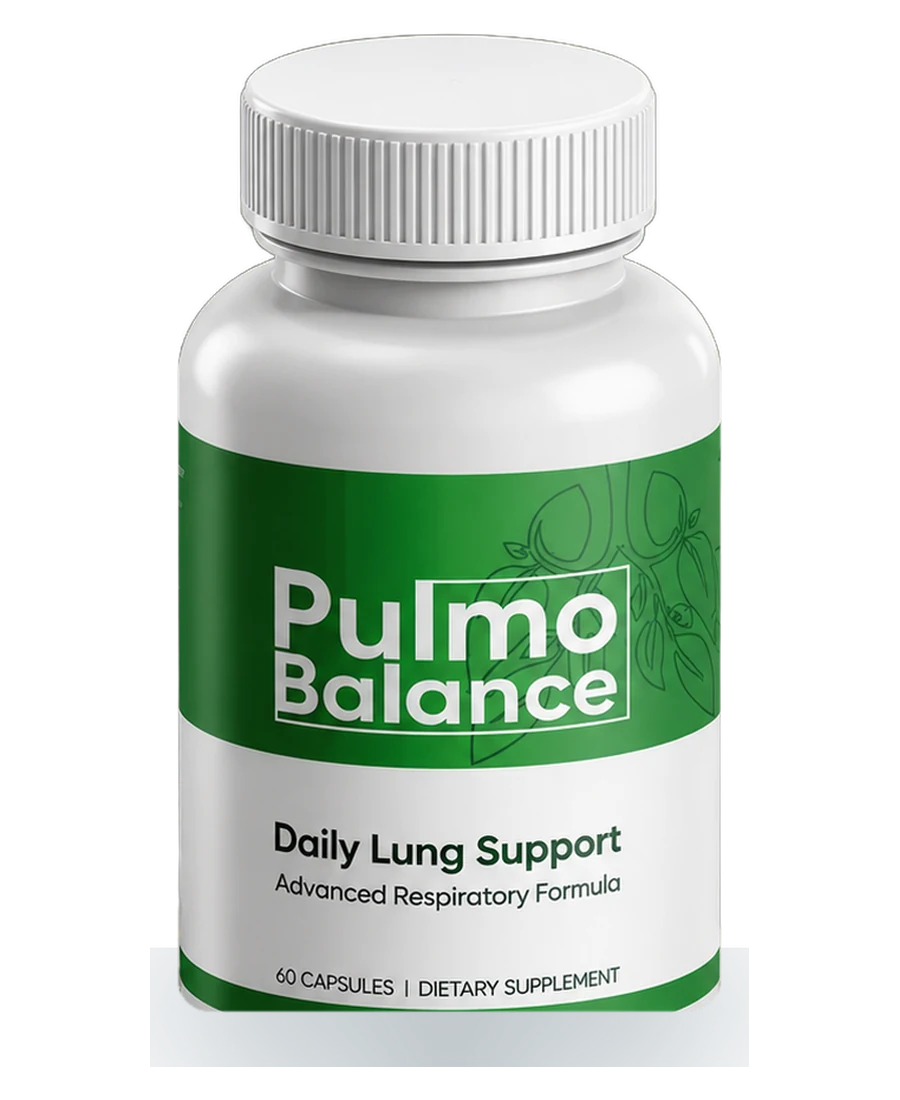 Pulmo
Balance
Daily Lung Support
Advanced Respiratory Formula
60 CAPSULES | DIETARY SUPPLEMENT